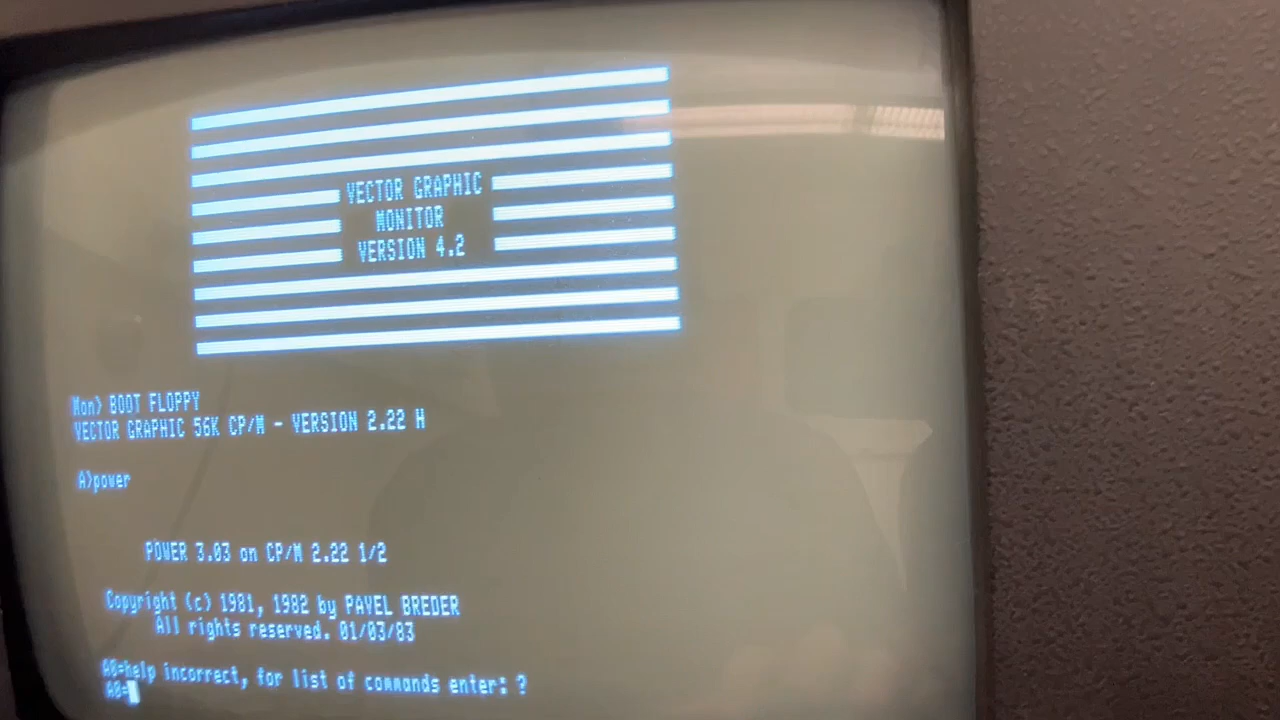 VECTOR GRAPHIC
MONITOR
VERSION 4.2
Mon> BOOT FLOPPY
VECTOR GRAPHIC 56K CP/M - VERSION 2.22 H
A>power
POWER 3.03 on CP/M 2.22 1/2
Copyright (c) 1981, 1982 by PAVEL BREDER
All rights reserved. 01/03/83
A0=help incorrect, for list of commands enter: ?
A0=